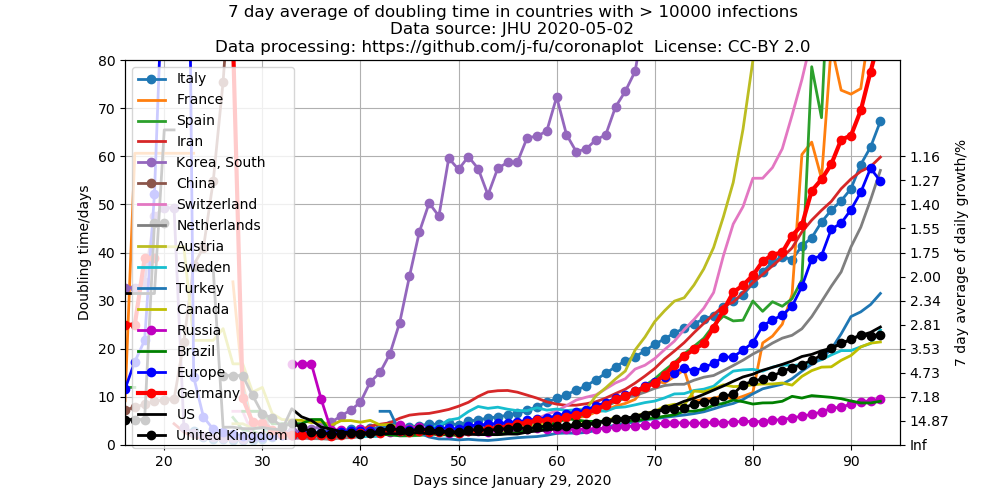 7 day average of doubling time in countries with > 10000 infections
Data source: JHU 2020-05-02
Data processing: https://github.com/j-fu/coronaplot License: CC-BY 2.0
Doubling time/days
80
70
60
50
40
30
20
10
0
Italy
France
Spain
Iran
Korea, South
China
Switzerland
Netherlands
Austria
Sweden
Turkey
Canada
Russia
Brazil
Europe
Germany
US
United Kingdom
1.16
1.27
1.40
1.55
1.75
2.00
2.34
2.81
3.53
4.73
7.18
14.87
Inf
7 day average of daily growth/%
20 30 40 50 60 70 80 90
Days since January 29, 2020